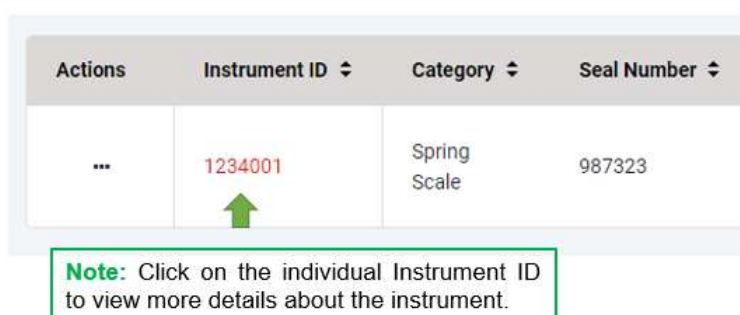 Actions Instrument ID Category Seal Number
... 1234001 Spring Scale 987323
Note: Click on the individual Instrument ID
to view more details about the instrument.